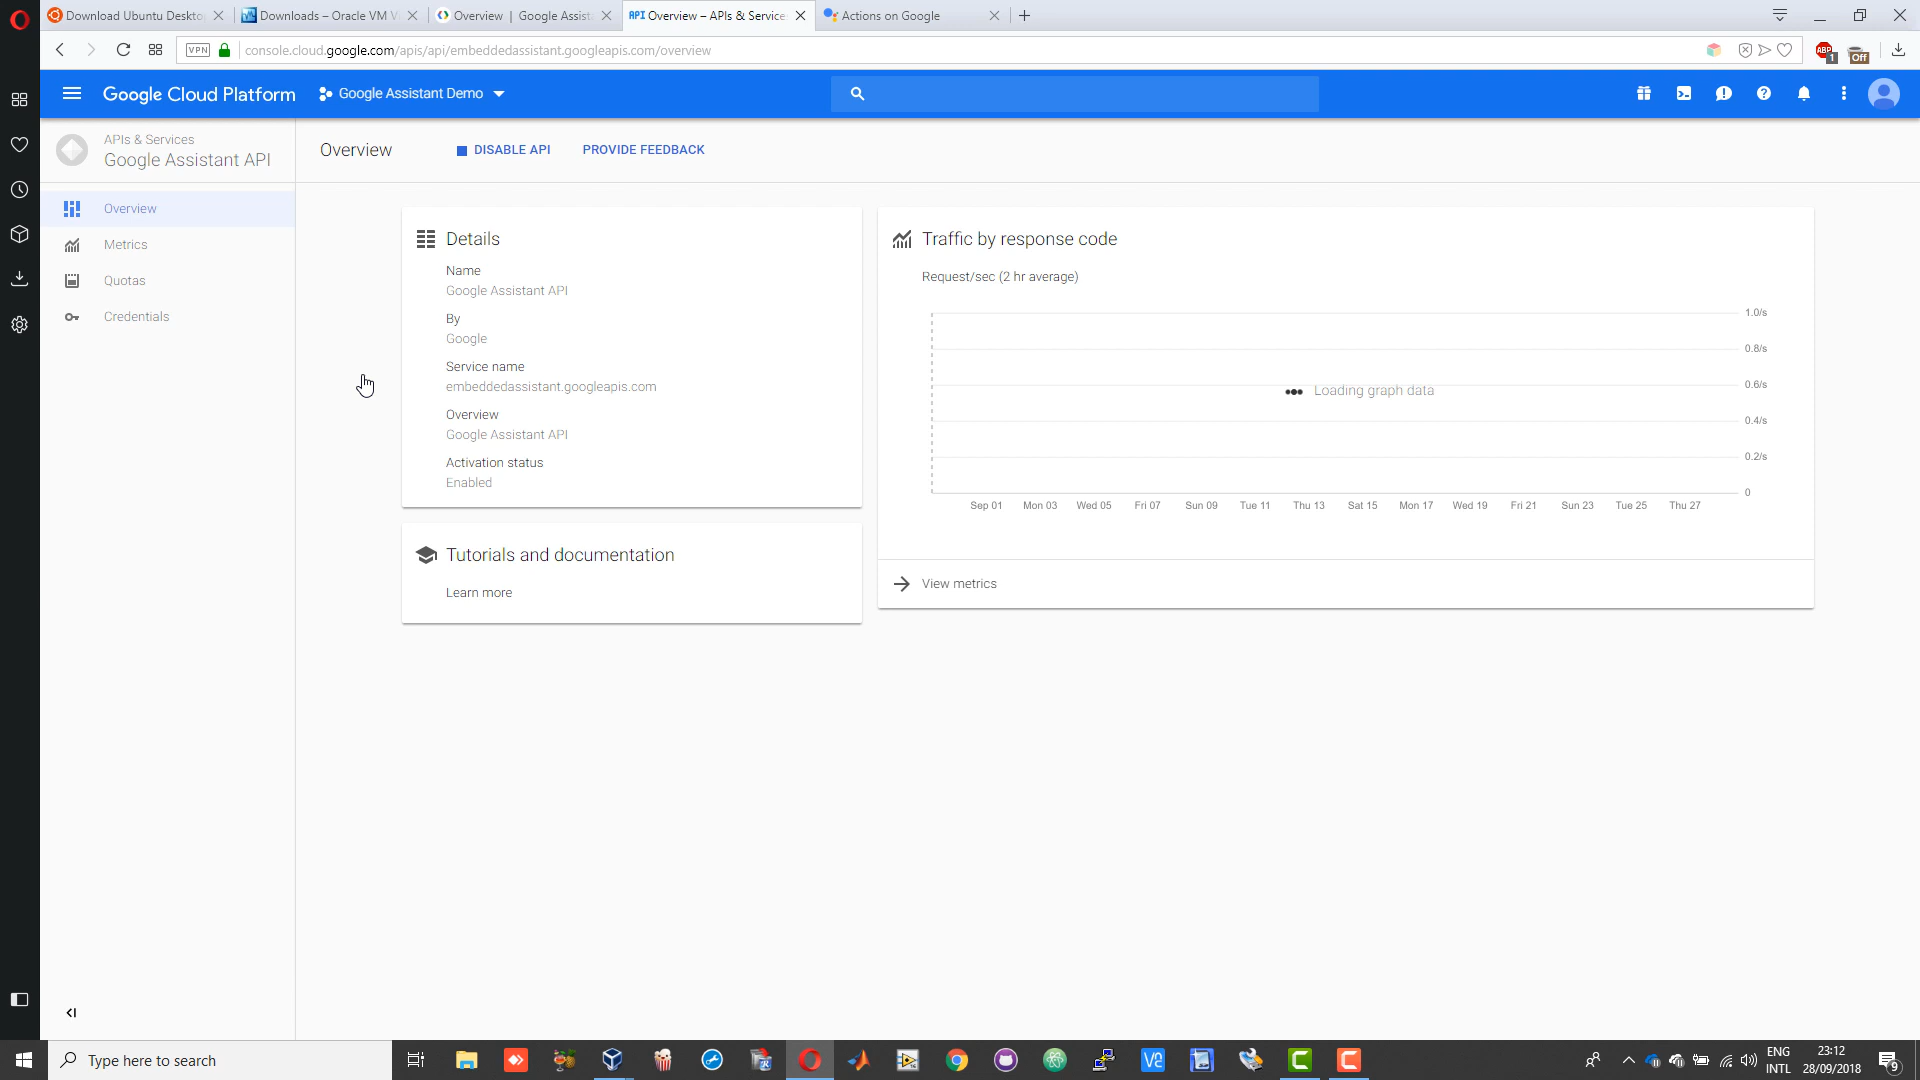 Download Ubuntu Deskto
Downloads – Oracle VM V
Overview | Google Assist
API Overview – APIs & Service
Actions on Google
VPN
console.cloud.google.com/apis/api/embeddedassistant.googleapis.com/overview
ABP
1
Off
Google Cloud Platform
Google Assistant Demo
APIs & Services
Google Assistant API
Overview
DISABLE API
PROVIDE FEEDBACK
Overview
Metrics
Quotas
Credentials
Details
Name
Google Assistant API
By
Google
Service name
embeddedassistant.googleapis.com
Overview
Google Assistant API
Activation status
Enabled
Tutorials and documentation
Learn more
Traffic by response code
Request/sec (2 hr average)
1.0/s
0.8/s
0.6/s
Loading graph data
0.4/s
0.2/s
0
Sep 01 Mon 03 Wed 05 Fri 07 Sun 09 Tue 11 Thu 13 Sat 15 Mon 17 Wed 19 Fri 21 Sun 23 Tue 25 Thu 27
View metrics
Type here to search
ENG
INTL
23:12
28/09/2018
9